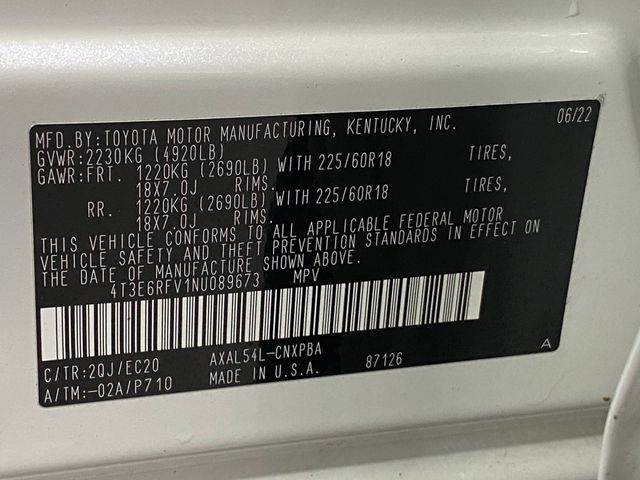 MFD.BY:TOYOTA MOTOR MANUFACTURING, KENTUCKY, INC. 06/22
GVWR:2230KG (4920LB)
GAWR:FRT. 1220KG (2690LB) WITH 225/60R18 TIRES,
18X7.0J RIMS.
RR. 1220KG (2690LB) WITH 225/60R18 TIRES,
18X7.0J RIMS.
THIS VEHICLE CONFORMS TO ALL APPLICABLE FEDERAL MOTOR
VEHICLE SAFETY AND THEFT PREVENTION STANDARDS IN EFFECT ON
THE DATE OF MANUFACTURE SHOWN ABOVE.
4T3E6RFV1NU089673 MPV
C/TR:2QJ/EC20 AXAL54L-CNXPBA 87126 A
A/TM:-02A/P710 MADE IN U.S.A.